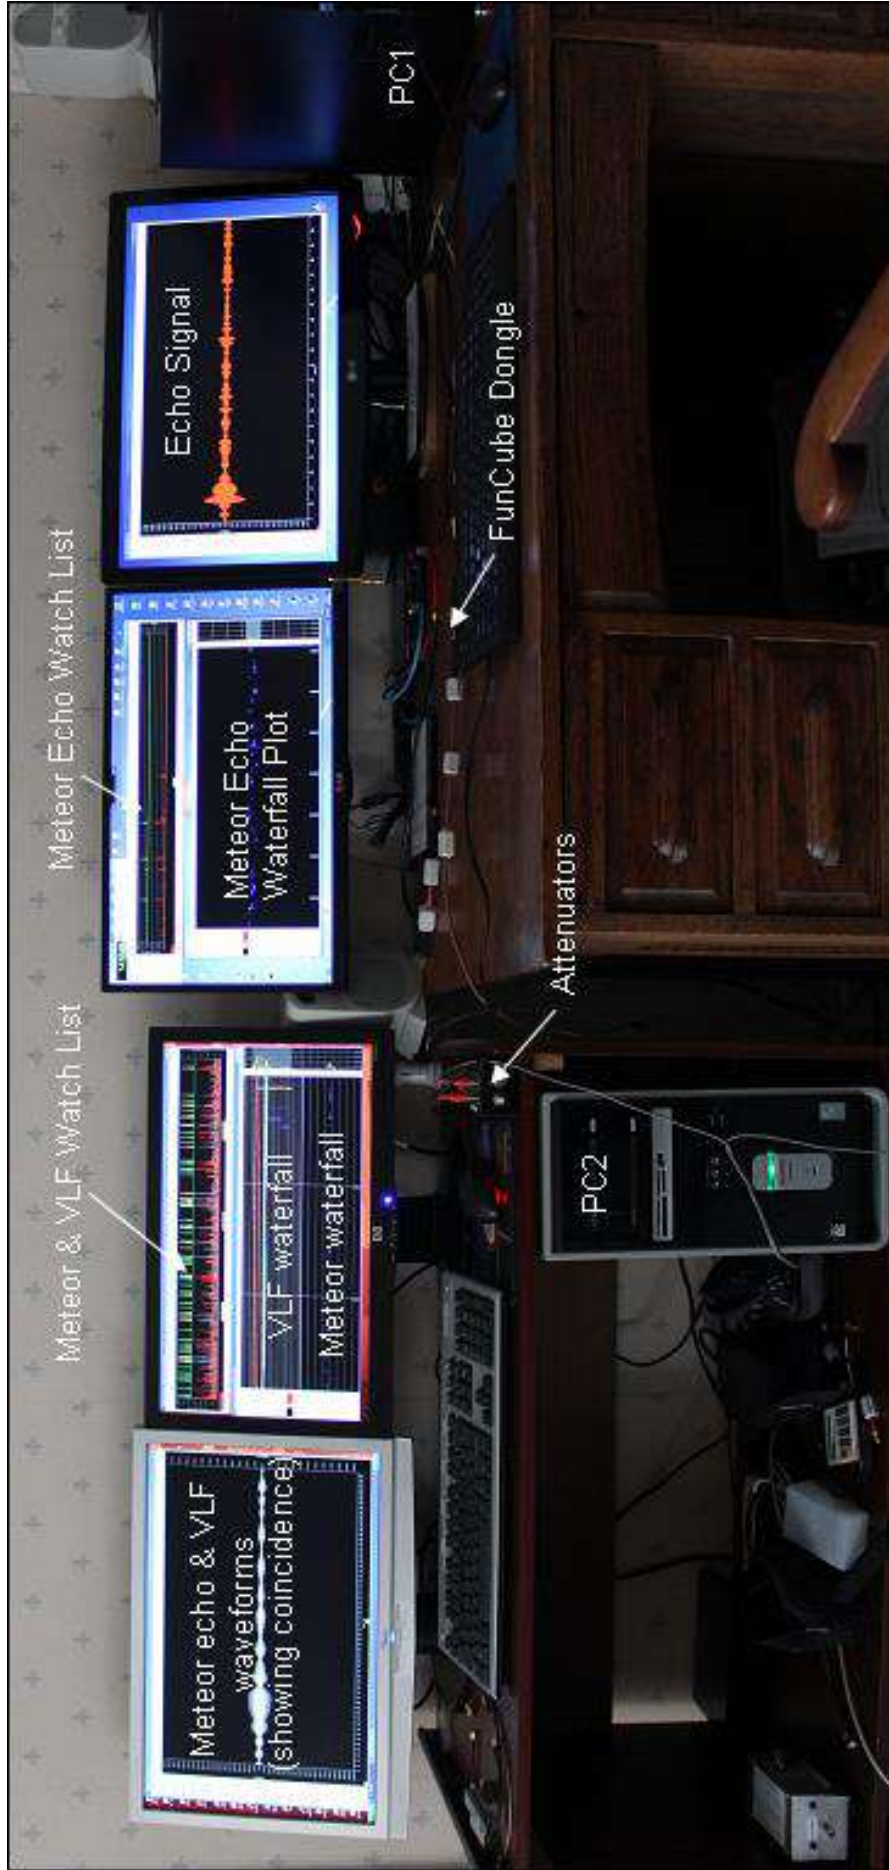 Meteor & VLF Watch List
Meteor Echo Watch List
Meteor echo & VLF
waveforms
(showing coincidence)
VLF waterfall
Meteor waterfall
Meteor Echo
Waterfall Plot
Echo Signal
PC1
FunCube Dongle
Attenuators
PC2